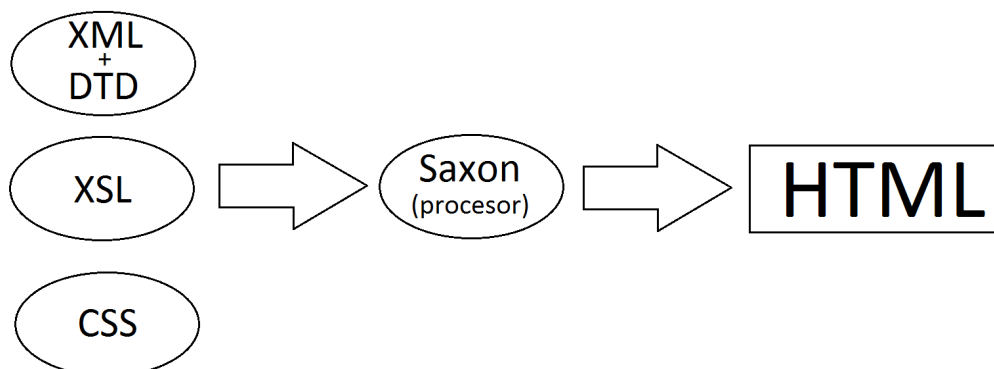 XML
+
DTD
XSL
CSS
Saxon
(procesor)
HTML